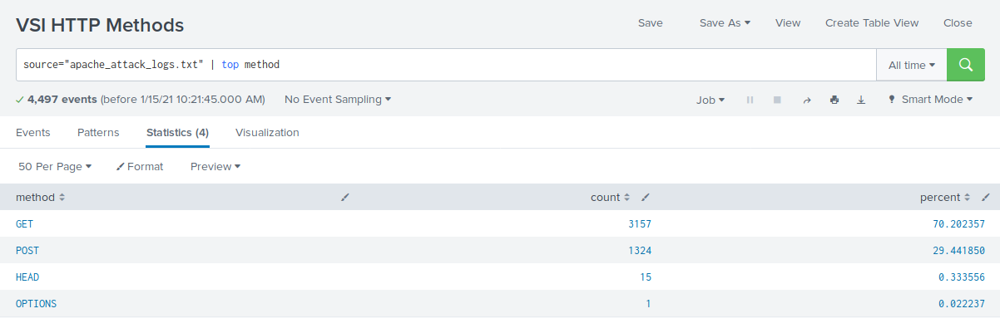 VSI HTTP Methods
Save Save As View Create Table View Close
source="apache_attack_logs.txt" | top method
All time
4,497 events (before 1/15/21 10:21:45.000 AM) No Event Sampling Job Smart Mode
Events Patterns Statistics (4) Visualization
50 Per Page Format Preview
method count percent
GET 3157 70.202357
POST 1324 29.441850
HEAD 15 0.333556
OPTIONS 1 0.022237